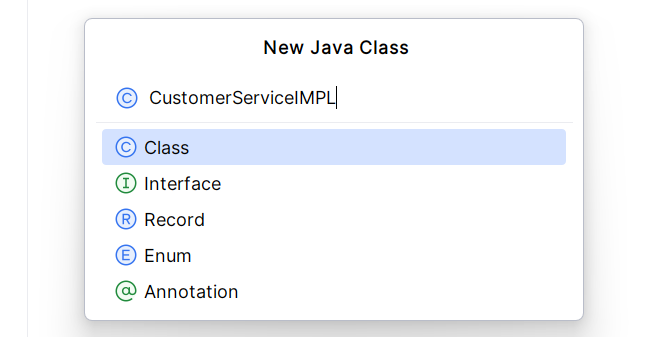 New Java Class
C CustomerServiceIMPL
C Class
I Interface
R Record
E Enum
@ Annotation